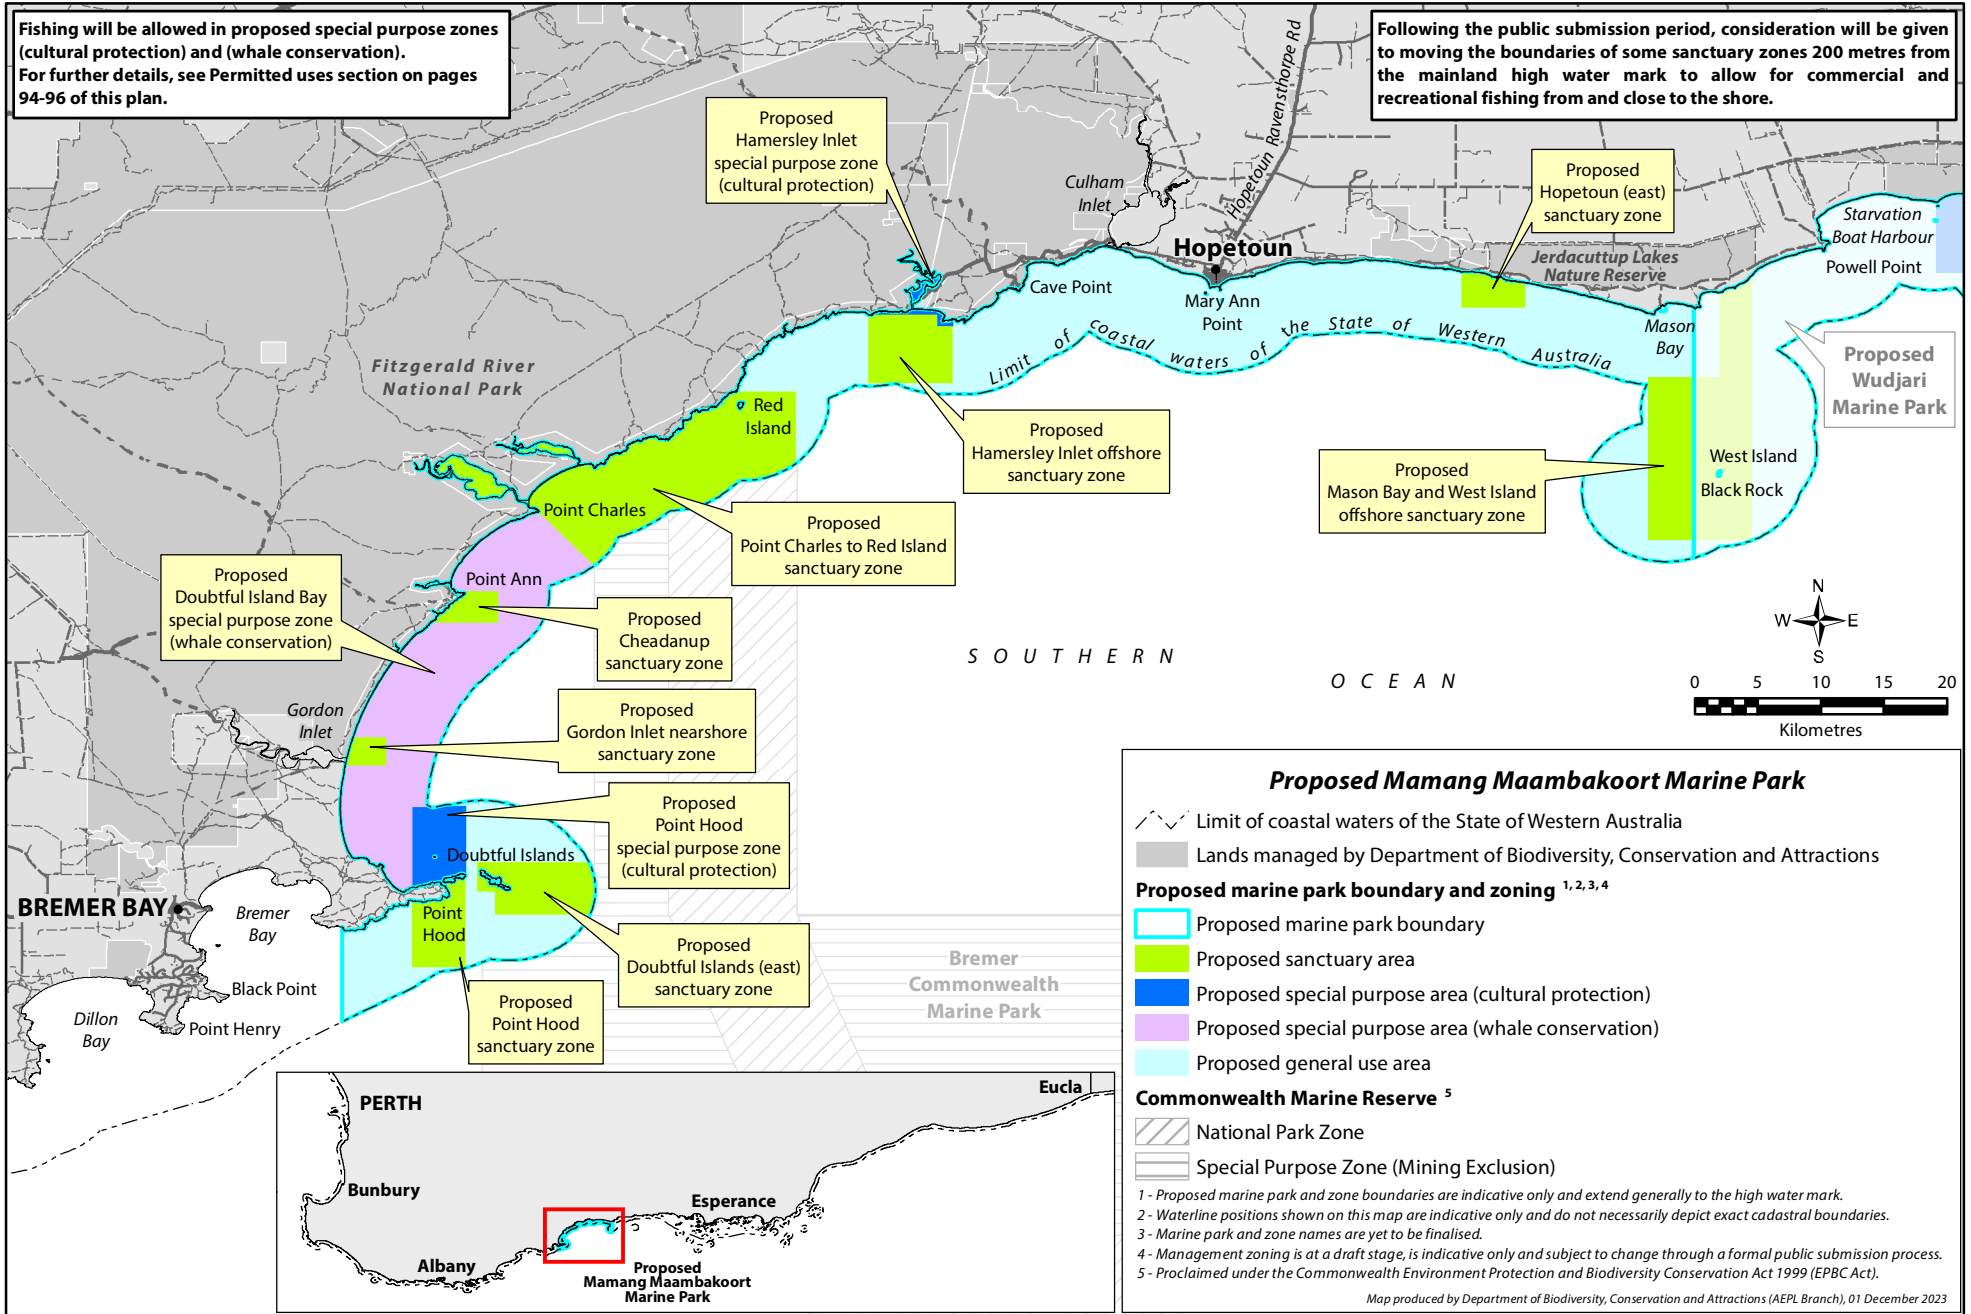 Fishing will be allowed in proposed special purpose zones
(cultural protection) and (whale conservation).
For further details, see Permitted uses section on pages
94-96 of this plan.
Following the public submission period, consideration will be given
to moving the boundaries of some sanctuary zones 200 metres from
the mainland high water mark to allow for commercial and
recreational fishing from and close to the shore.
Proposed
Hamersley Inlet
special purpose zone
(cultural protection)
Culham
Inlet
Hopetoun Ravensthorpe Rd
Proposed
Hopetoun (east)
sanctuary zone
Starvation
Boat Harbour
Hopetoun
Jerdacuttup Lakes
Nature Reserve
Powell Point
Cave Point
Mary Ann
Point
Mason
Bay
Limit of coastal waters of the State of Western Australia
Proposed
Wudjari
Marine Park
Fitzgerald River
National Park
Red
Island
Proposed
Hamersley Inlet offshore
sanctuary zone
Proposed
Mason Bay and West Island
offshore sanctuary zone
West Island
Black Rock
Point Charles
Proposed
Point Charles to Red Island
sanctuary zone
Proposed
Doubtful Island Bay
special purpose zone
(whale conservation)
Point Ann
Proposed
Cheadanup
sanctuary zone
SOUTHERN
OCEAN
N
W E
S
0 5 10 15 20
Kilometres
Gordon
Inlet
Proposed
Gordon Inlet nearshore
sanctuary zone
Proposed
Point Hood
special purpose zone
(cultural protection)
Doubtful Islands
BREMER BAY
Bremer
Bay
Point
Hood
Proposed
Doubtful Islands (east)
sanctuary zone
Bremer
Commonwealth
Marine Park
Black Point
Point Henry
Dillon
Bay
Proposed
Point Hood
sanctuary zone
Proposed Mamang Maambakoort Marine Park
Limit of coastal waters of the State of Western Australia
Lands managed by Department of Biodiversity, Conservation and Attractions
Proposed marine park boundary and zoning 1, 2, 3, 4
Proposed marine park boundary
Proposed sanctuary area
Proposed special purpose area (cultural protection)
Proposed special purpose area (whale conservation)
Proposed general use area
Commonwealth Marine Reserve 5
National Park Zone
Special Purpose Zone (Mining Exclusion)
1 - Proposed marine park and zone boundaries are indicative only and extend generally to the high water mark.
2 - Waterline positions shown on this map are indicative only and do not necessarily depict exact cadastral boundaries.
3 - Marine park and zone names are yet to be finalised.
4 - Management zoning is at a draft stage, is indicative only and subject to change through a formal public submission process.
5 - Proclaimed under the Commonwealth Environment Protection and Biodiversity Conservation Act 1999 (EPBC Act).
Map produced by Department of Biodiversity, Conservation and Attractions (AEPL Branch), 01 December 2023
PERTH
Eucla
Bunbury
Esperance
Albany
Proposed
Mamang Maambakoort
Marine Park